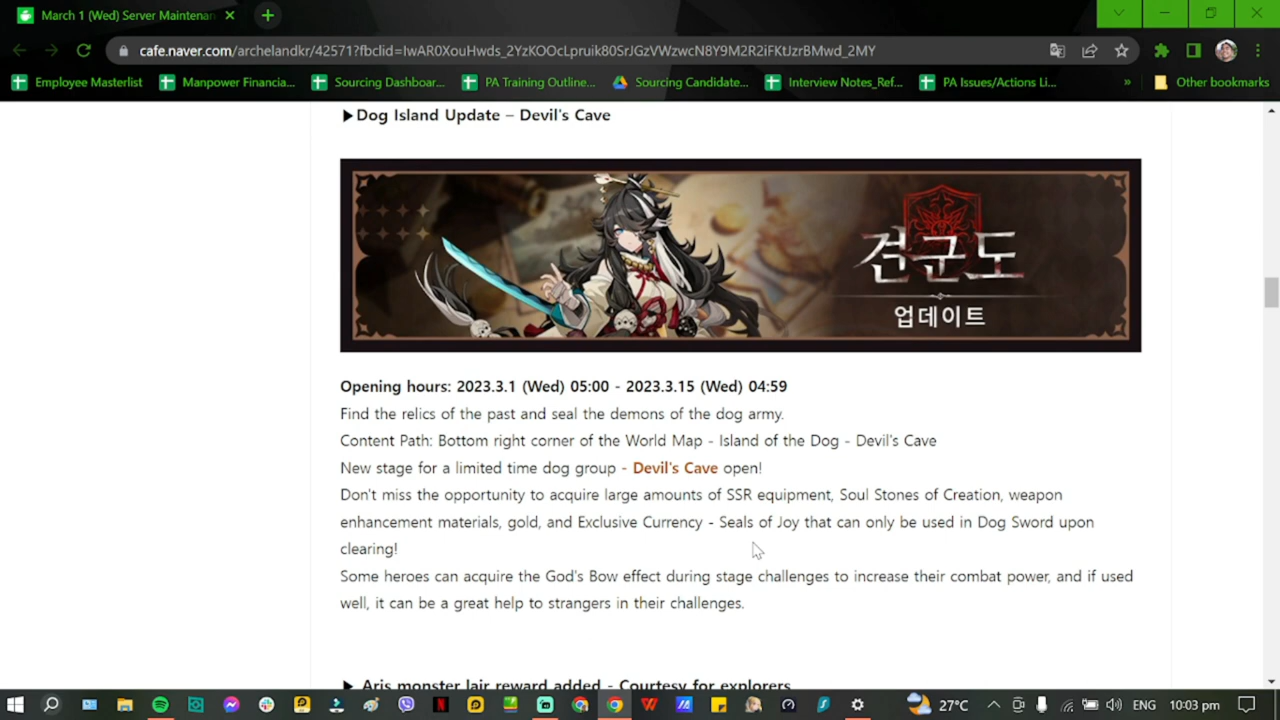 March 1 (Wed) Server Maintenan
cafe.naver.com/archelandkr/42571?fbclid=IwAR0XouHwds_2YzKOOcLpruik80SrJGzVWzwcN8Y9M2R2iFKtJzrBMwd_2MY
Employee Masterlist
Manpower Financia...
Sourcing Dashboar...
PA Training Outline...
Sourcing Candidate...
Interview Notes_Ref...
PA Issues/Actions Li...
»
Other bookmarks
▶Dog Island Update – Devil's Cave
건군도
업데이트
Opening hours: 2023.3.1 (Wed) 05:00 - 2023.3.15 (Wed) 04:59
Find the relics of the past and seal the demons of the dog army.
Content Path: Bottom right corner of the World Map - Island of the Dog - Devil's Cave
New stage for a limited time dog group - Devil's Cave open!
Don't miss the opportunity to acquire large amounts of SSR equipment, Soul Stones of Creation, weapon
enhancement materials, gold, and Exclusive Currency - Seals of Joy that can only be used in Dog Sword upon
clearing!
Some heroes can acquire the God's Bow effect during stage challenges to increase their combat power, and if used
well, it can be a great help to strangers in their challenges.
▶ Aris monster lair reward added - Courtesy for explorers
27°C
ENG
10:03 pm